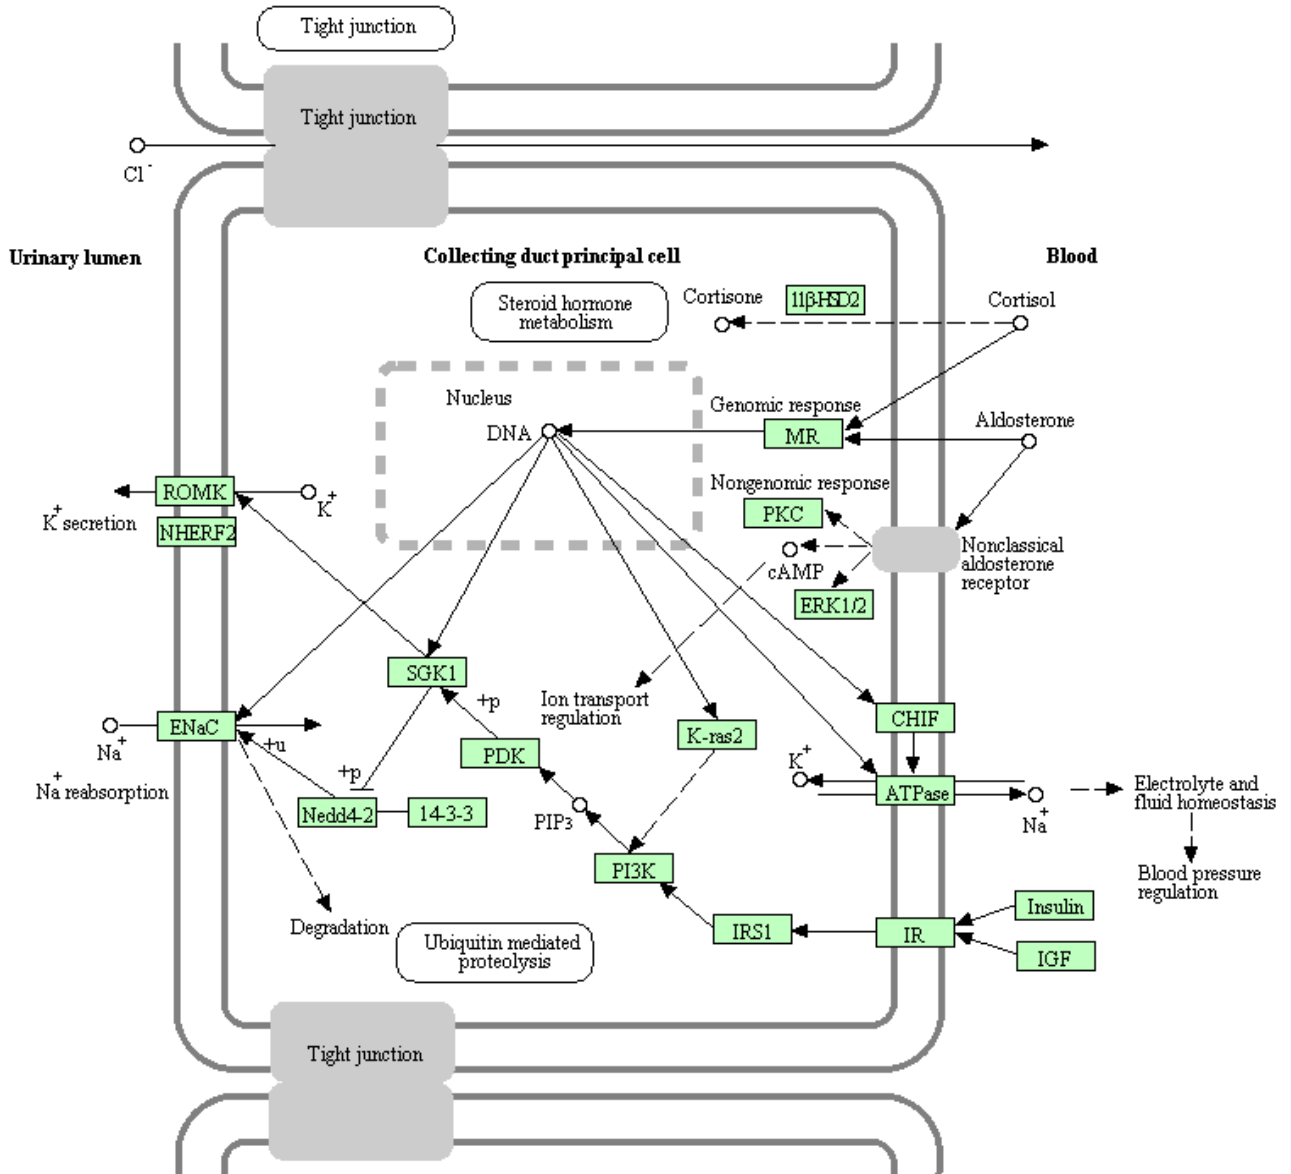 Tight junction
Tight junction
Cl-
Urinary lumen
Collecting duct principal cell
Blood
Steroid hormone
metabolism
Cortisone
11β-HSD2
Cortisol
Nucleus
DNA
Genomic response
MR
Aldosterone
ROMK
K+
K+ secretion
NHERF2
Nongenomic response
PKC
cAMP
ERK1/2
Nonclassical
aldosterone
receptor
SGK1
+p
Ion transport
regulation
K-ras2
CHIF
ENaC
Na+
Na+ reabsorption
+u
+p
PDK
Nedd4-2
14-3-3
PIP3
K+
ATPase
Na+
Electrolyte and
fluid homeostasis
Blood pressure
regulation
PI3K
Degradation
IRS1
IR
Insulin
IGF
Ubiquitin mediated
proteolysis
Tight junction